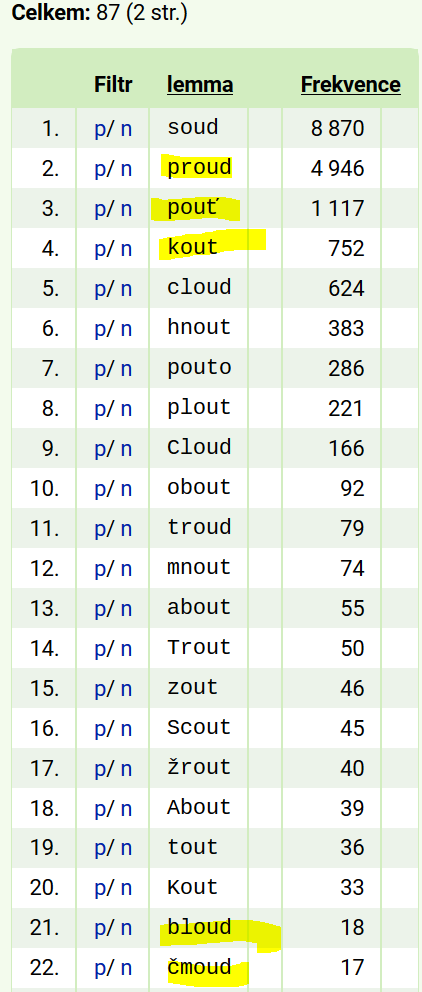 Celkem: 87 (2 str.)
Filtr lemma Frekvence
1. p/ n soud 8 870
2. p/ n proud 4 946
3. p/ n pouť 1 117
4. p/ n kout 752
5. p/ n cloud 624
6. p/ n hnout 383
7. p/ n pouto 286
8. p/ n plout 221
9. p/ n Cloud 166
10. p/ n obout 92
11. p/ n troud 79
12. p/ n mnout 74
13. p/ n about 55
14. p/ n Trout 50
15. p/ n zout 46
16. p/ n Scout 45
17. p/ n žrout 40
18. p/ n About 39
19. p/ n tout 36
20. p/ n Kout 33
21. p/ n bloud 18
22. p/ n čmoud 17